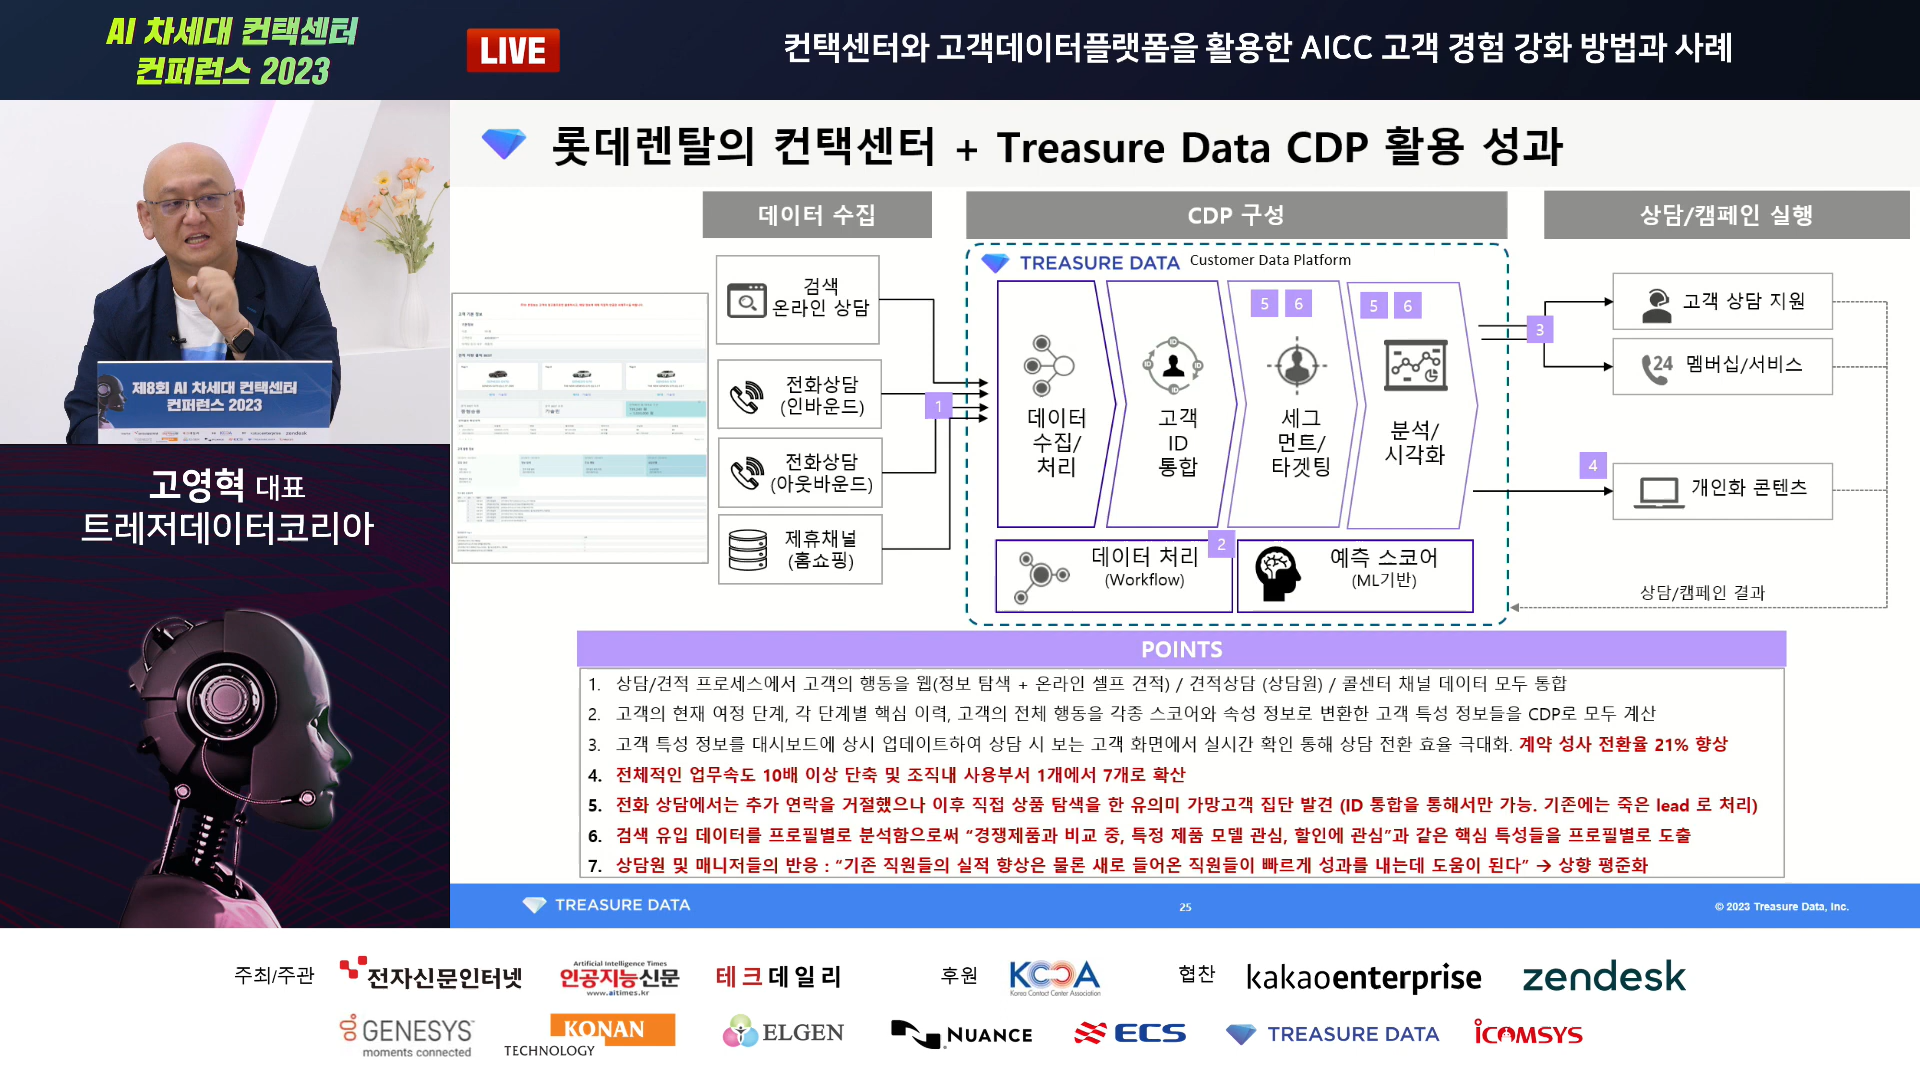 AI 차세대 컨택센터
컨퍼런스 2023
LIVE
컨택센터와 고객데이터플랫폼을 활용한 AICC 고객 경험 강화 방법과 사례
제8회 AI 차세대 컨택센터
컨퍼런스 2023
고영혁 대표
트레저데이터코리아
롯데렌탈의 컨택센터 + Treasure Data CDP 활용 성과
데이터 수집
CDP 구성
상담/캠페인 실행
검색
온라인 상담
전화상담
(인바운드)
전화상담
(아웃바운드)
제휴채널
(홈쇼핑)
1
TREASURE DATA Customer Data Platform
데이터
수집/
처리
고객
ID
통합
5 6
세그
먼트/
타겟팅
5 6
분석/
시각화
데이터 처리
(Workflow)
2
예측 스코어
(ML기반)
3
고객 상담 지원
24 멤버십/서비스
4
개인화 콘텐츠
상담/캠페인 결과
POINTS
1. 상담/견적 프로세스에서 고객의 행동을 웹(정보 탐색 + 온라인 셀프 견적) / 견적상담 (상담원) / 콜센터 채널 데이터 모두 통합
2. 고객의 현재 여정 단계, 각 단계별 핵심 이력, 고객의 전체 행동을 각종 스코어와 속성 정보로 변환한 고객 특성 정보들을 CDP로 모두 계산
3. 고객 특성 정보를 대시보드에 상시 업데이트하여 상담 시 보는 고객 화면에서 실시간 확인 통해 상담 전환 효율 극대화. 계약 성사 전환율 21% 향상
4. 전체적인 업무속도 10배 이상 단축 및 조직내 사용부서 1개에서 7개로 확산
5. 전화 상담에서는 추가 연락을 거절했으나 이후 직접 상품 탐색을 한 유의미 가망고객 집단 발견 (ID 통합을 통해서만 가능. 기존에는 죽은 lead 로 처리)
6. 검색 유입 데이터를 프로필별로 분석함으로써 “경쟁제품과 비교 중, 특정 제품 모델 관심, 할인에 관심”과 같은 핵심 특성들을 프로필별로 도출
7. 상담원 및 매니저들의 반응 : “기존 직원들의 실적 향상은 물론 새로 들어온 직원들이 빠르게 성과를 내는데 도움이 된다” → 상향 평준화
TREASURE DATA
25
© 2023 Treasure Data, Inc.
주최/주관
전자신문인터넷
Artificial Intelligence Times
인공지능신문
www.aitimes.kr
테크데일리
후원
KCCA
Korea Contact Center Association
협찬
kakaoenterprise
zendesk
GENESYS
moments connected
KONAN
TECHNOLOGY
ELGEN
NUANCE
ECS
TREASURE DATA
iCOMSYS